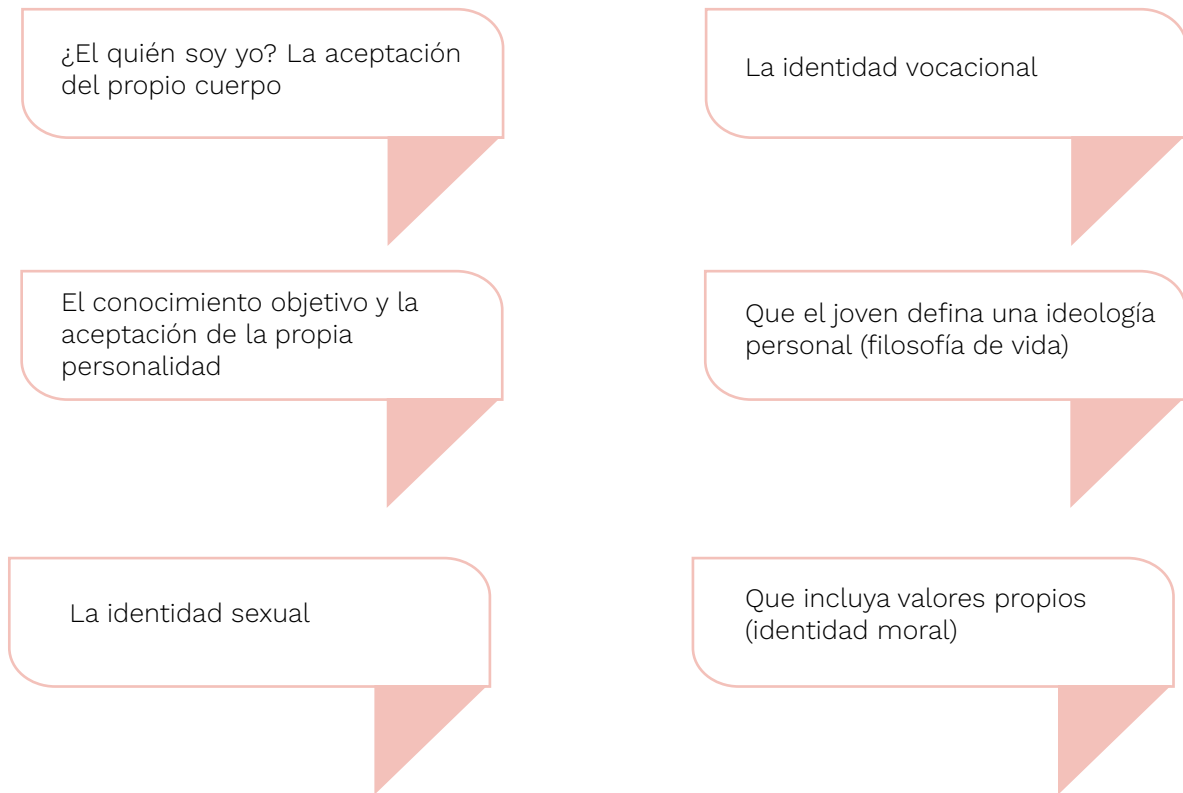 ¿El quién soy yo? La aceptación
del propio cuerpo
La identidad vocacional
El conocimiento objetivo y la
aceptación de la propia
personalidad
Que el joven defina una ideología
personal (filosofía de vida)
La identidad sexual
Que incluya valores propios
(identidad moral)